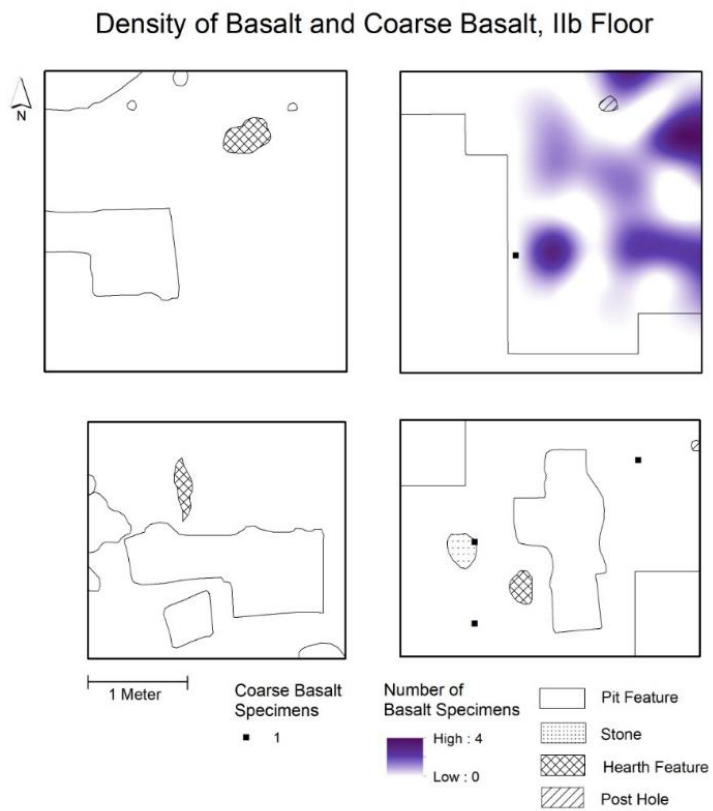 Density of Basalt and Coarse Basalt, IIb Floor
N
1 Meter
Coarse Basalt
Specimens
1
Number of
Basalt Specimens
High : 4
Low : 0
Pit Feature
Stone
Hearth Feature
Post Hole